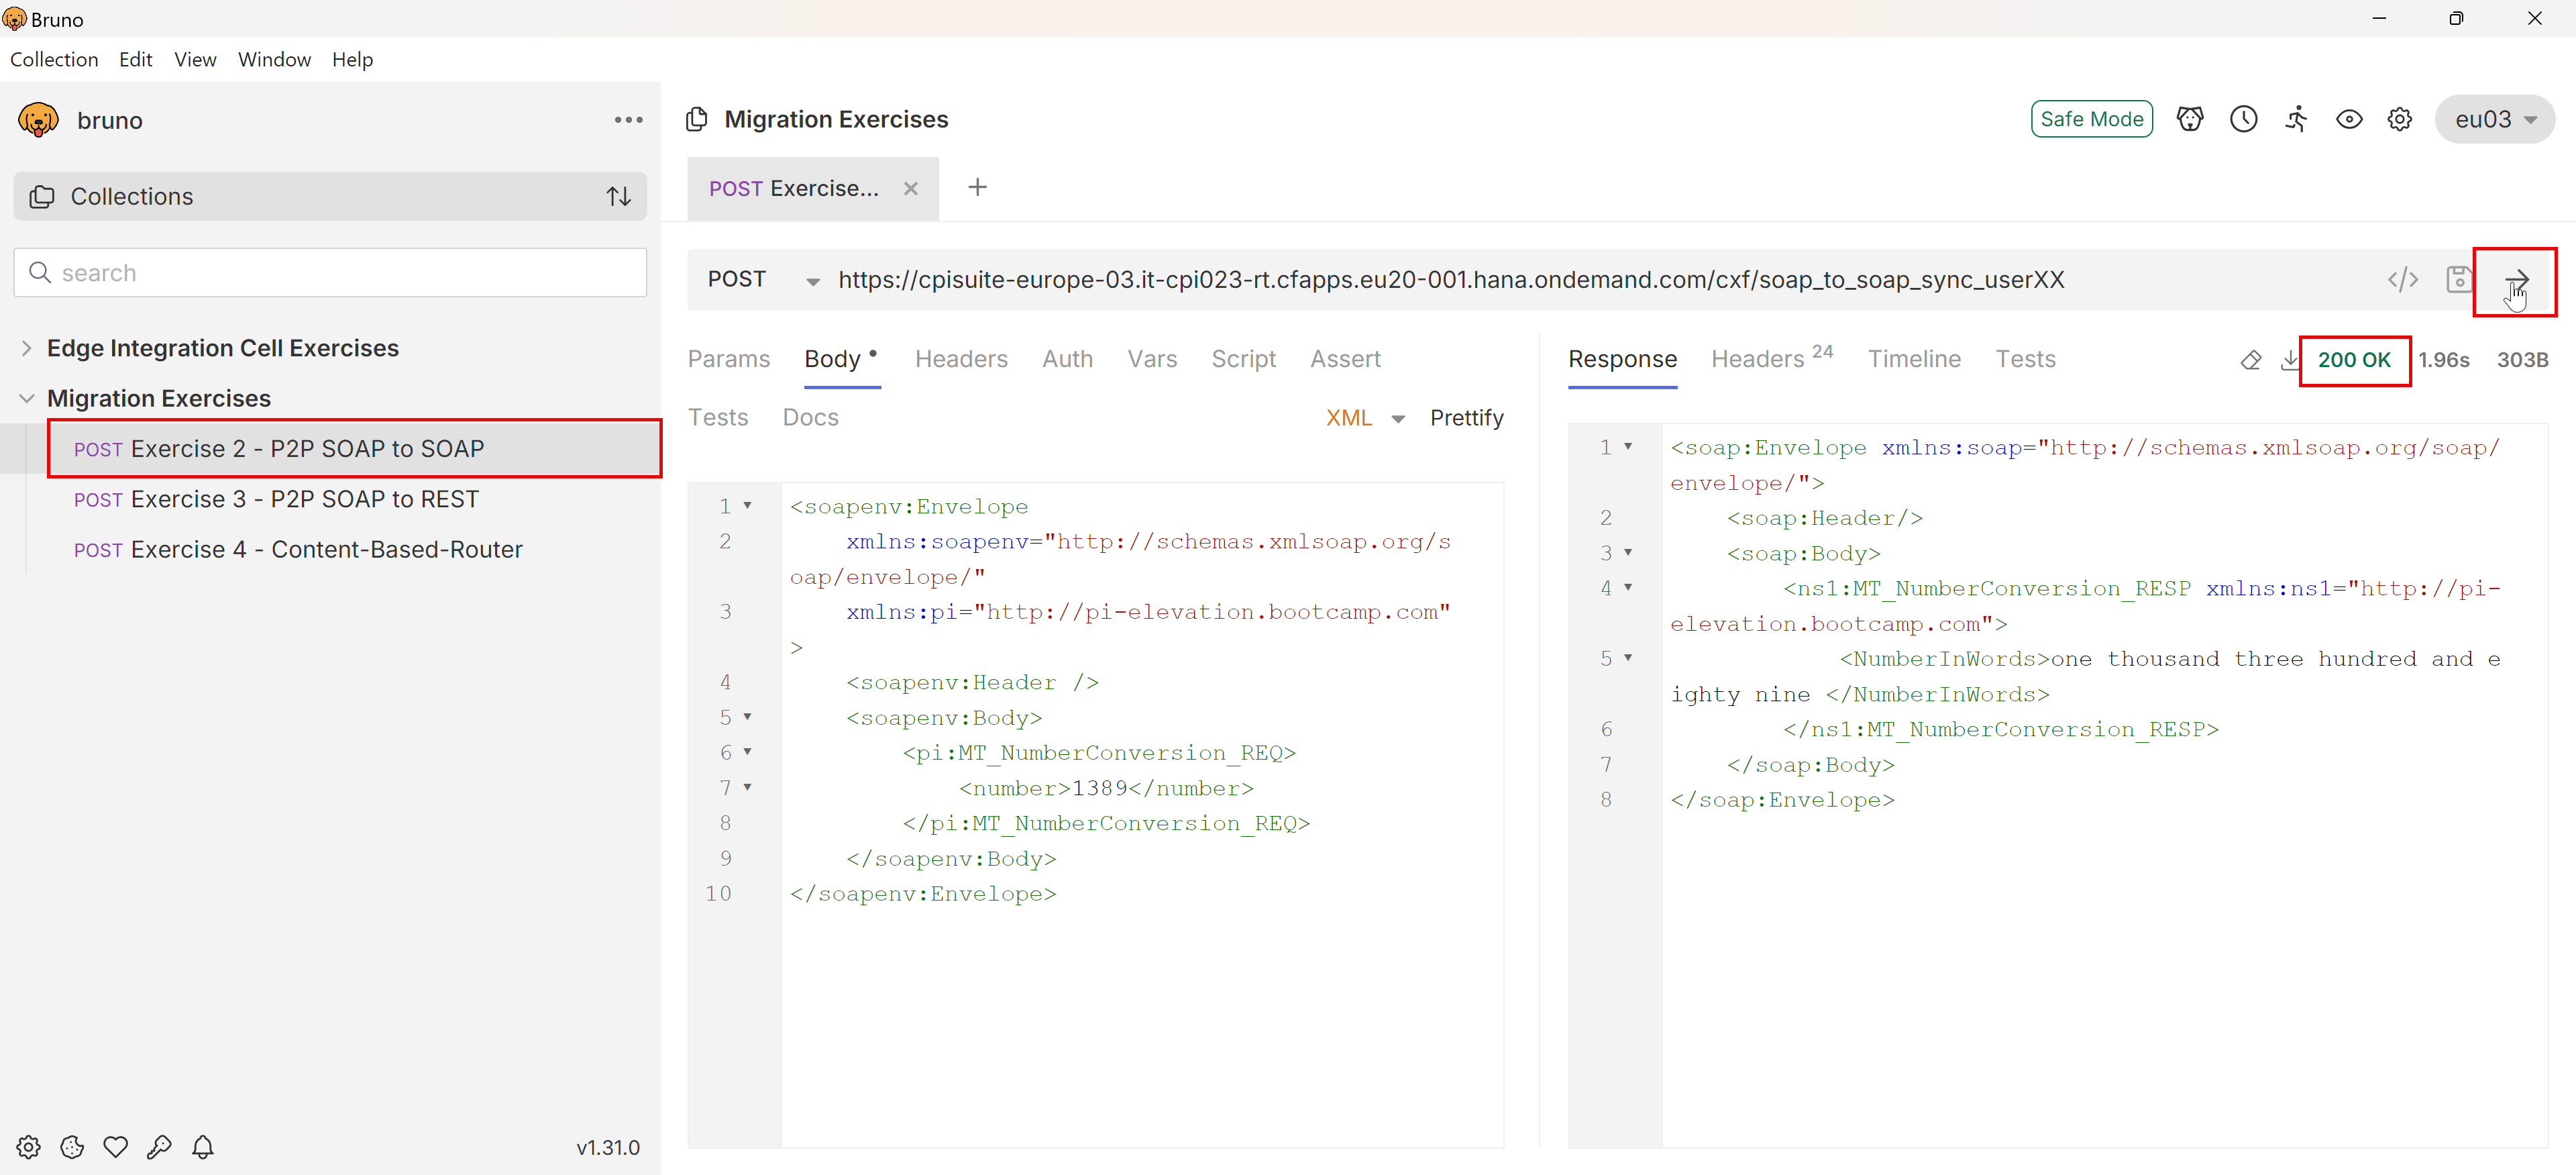 Bruno
Collection Edit View Window Help
bruno
Collections
search
Edge Integration Cell Exercises
Migration Exercises
POST Exercise 2 - P2P SOAP to SOAP
POST Exercise 3 - P2P SOAP to REST
POST Exercise 4 - Content-Based-Router
v1.31.0
Migration Exercises
Safe Mode
eu03
POST Exercise...
POST https://cpisuite-europe-03.it-cpi023-rt.cfapps.eu20-001.hana.ondemand.com/cxf/soap_to_soap_sync_userXX
Params Body Headers Auth Vars Script Assert
Tests Docs XML Prettify
1 <soapenv:Envelope
2 xmlns:soapenv="http://schemas.xmlsoap.org/s
oap/envelope/"
3 xmlns:pi="http://pi-elevation.bootcamp.com"
>
4 <soapenv:Header />
5 <soapenv:Body>
6 <pi:MT_NumberConversion_REQ>
7 <number>1389</number>
8 </pi:MT_NumberConversion_REQ>
9 </soapenv:Body>
10 </soapenv:Envelope>
Response Headers 24 Timeline Tests 200 OK 1.96s 303B
1 <soap:Envelope xmlns:soap="http://schemas.xmlsoap.org/soap/
envelope/">
2 <soap:Header/>
3 <soap:Body>
4 <ns1:MT_NumberConversion_RESP xmlns:ns1="http://pi-
elevation.bootcamp.com">
5 <NumberInWords>one thousand three hundred and e
ighty nine </NumberInWords>
6 </ns1:MT_NumberConversion_RESP>
7 </soap:Body>
8 </soap:Envelope>